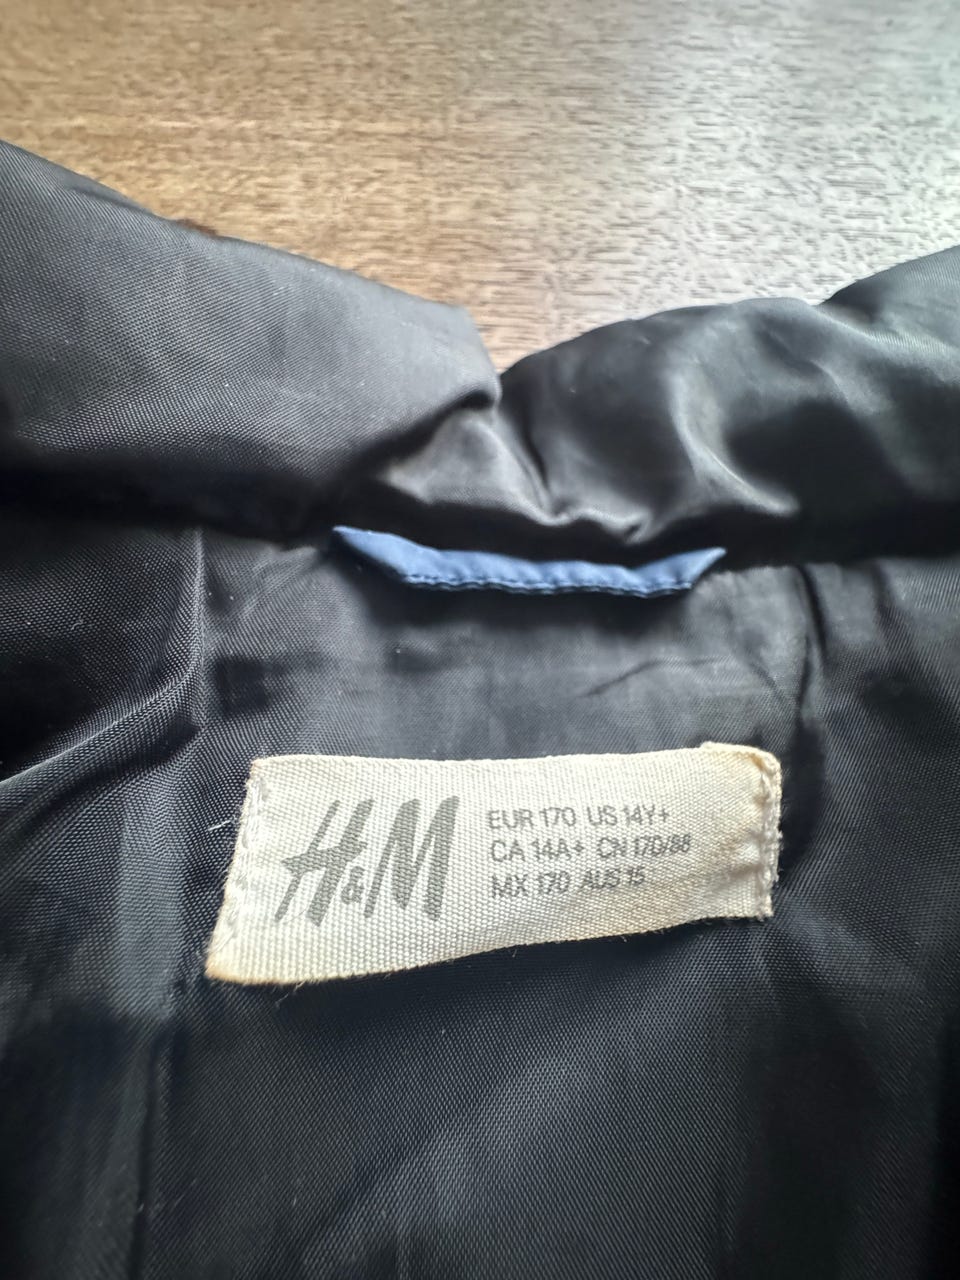 H&M
EUR 170 US 14Y+
CA 14A+ CN 170/88
MX 170 AUS 15